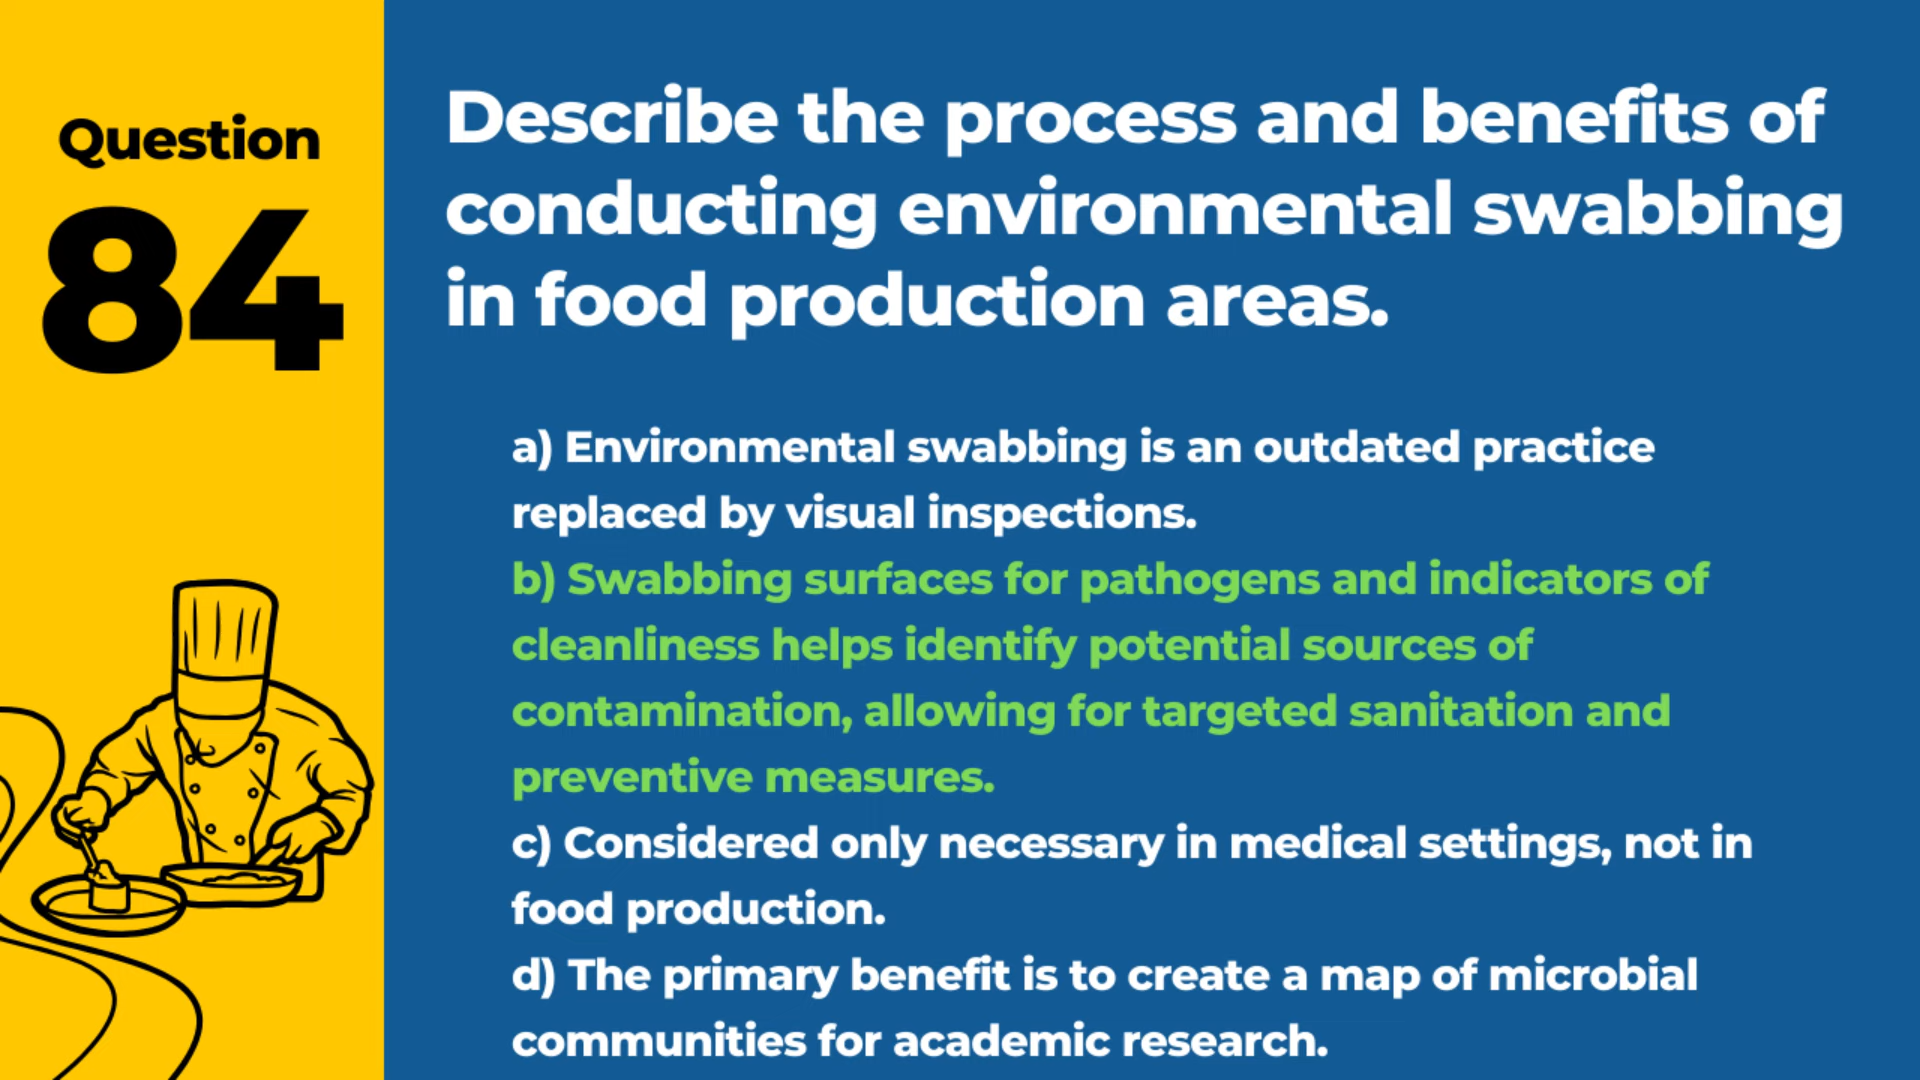 Question
84
Describe the process and benefits of
conducting environmental swabbing
in food production areas.
a) Environmental swabbing is an outdated practice
replaced by visual inspections.
b) Swabbing surfaces for pathogens and indicators of
cleanliness helps identify potential sources of
contamination, allowing for targeted sanitation and
preventive measures.
c) Considered only necessary in medical settings, not in
food production.
d) The primary benefit is to create a map of microbial
communities for academic research.